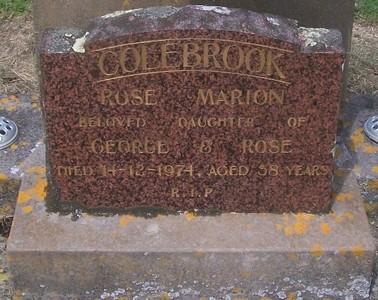 COLEBROOK
ROSE MARION
BELOVED DAUGHTER OF
GEORGE & ROSE
DIED 14-12-1974, AGED 58 YEARS
R.I.P.